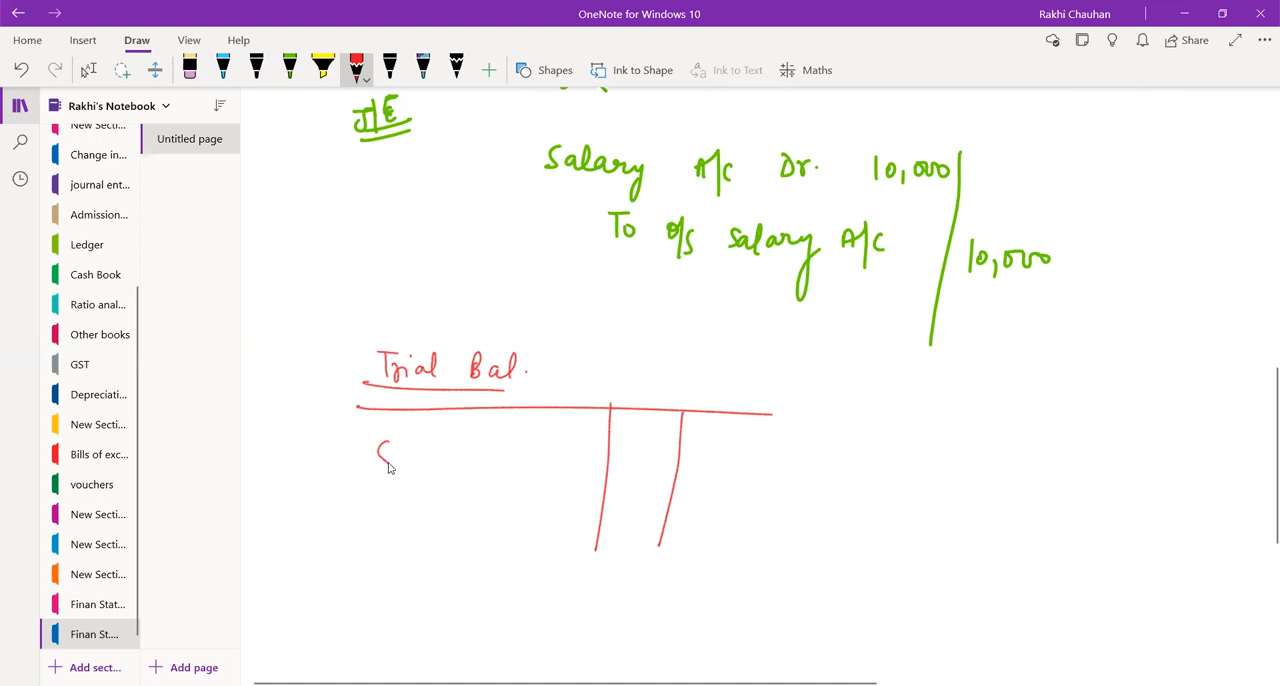 OneNote for Windows 10
Rakhi Chauhan
Home Insert Draw View Help
Share
Shapes Ink to Shape Ink to Text Maths
Rakhi's Notebook
Untitled page
New Secti...
Change in...
journal ent...
Admission...
Ledger
Cash Book
Ratio anal...
Other books
GST
Depreciati...
New Secti...
Bills of exc...
vouchers
New Secti...
New Secti...
New Secti...
Finan Stat...
Finan St....
Add sect... Add page
J/E
Salary A/C Dr. 10,000
To o/s Salary A/C 10,000
Trial Bal.